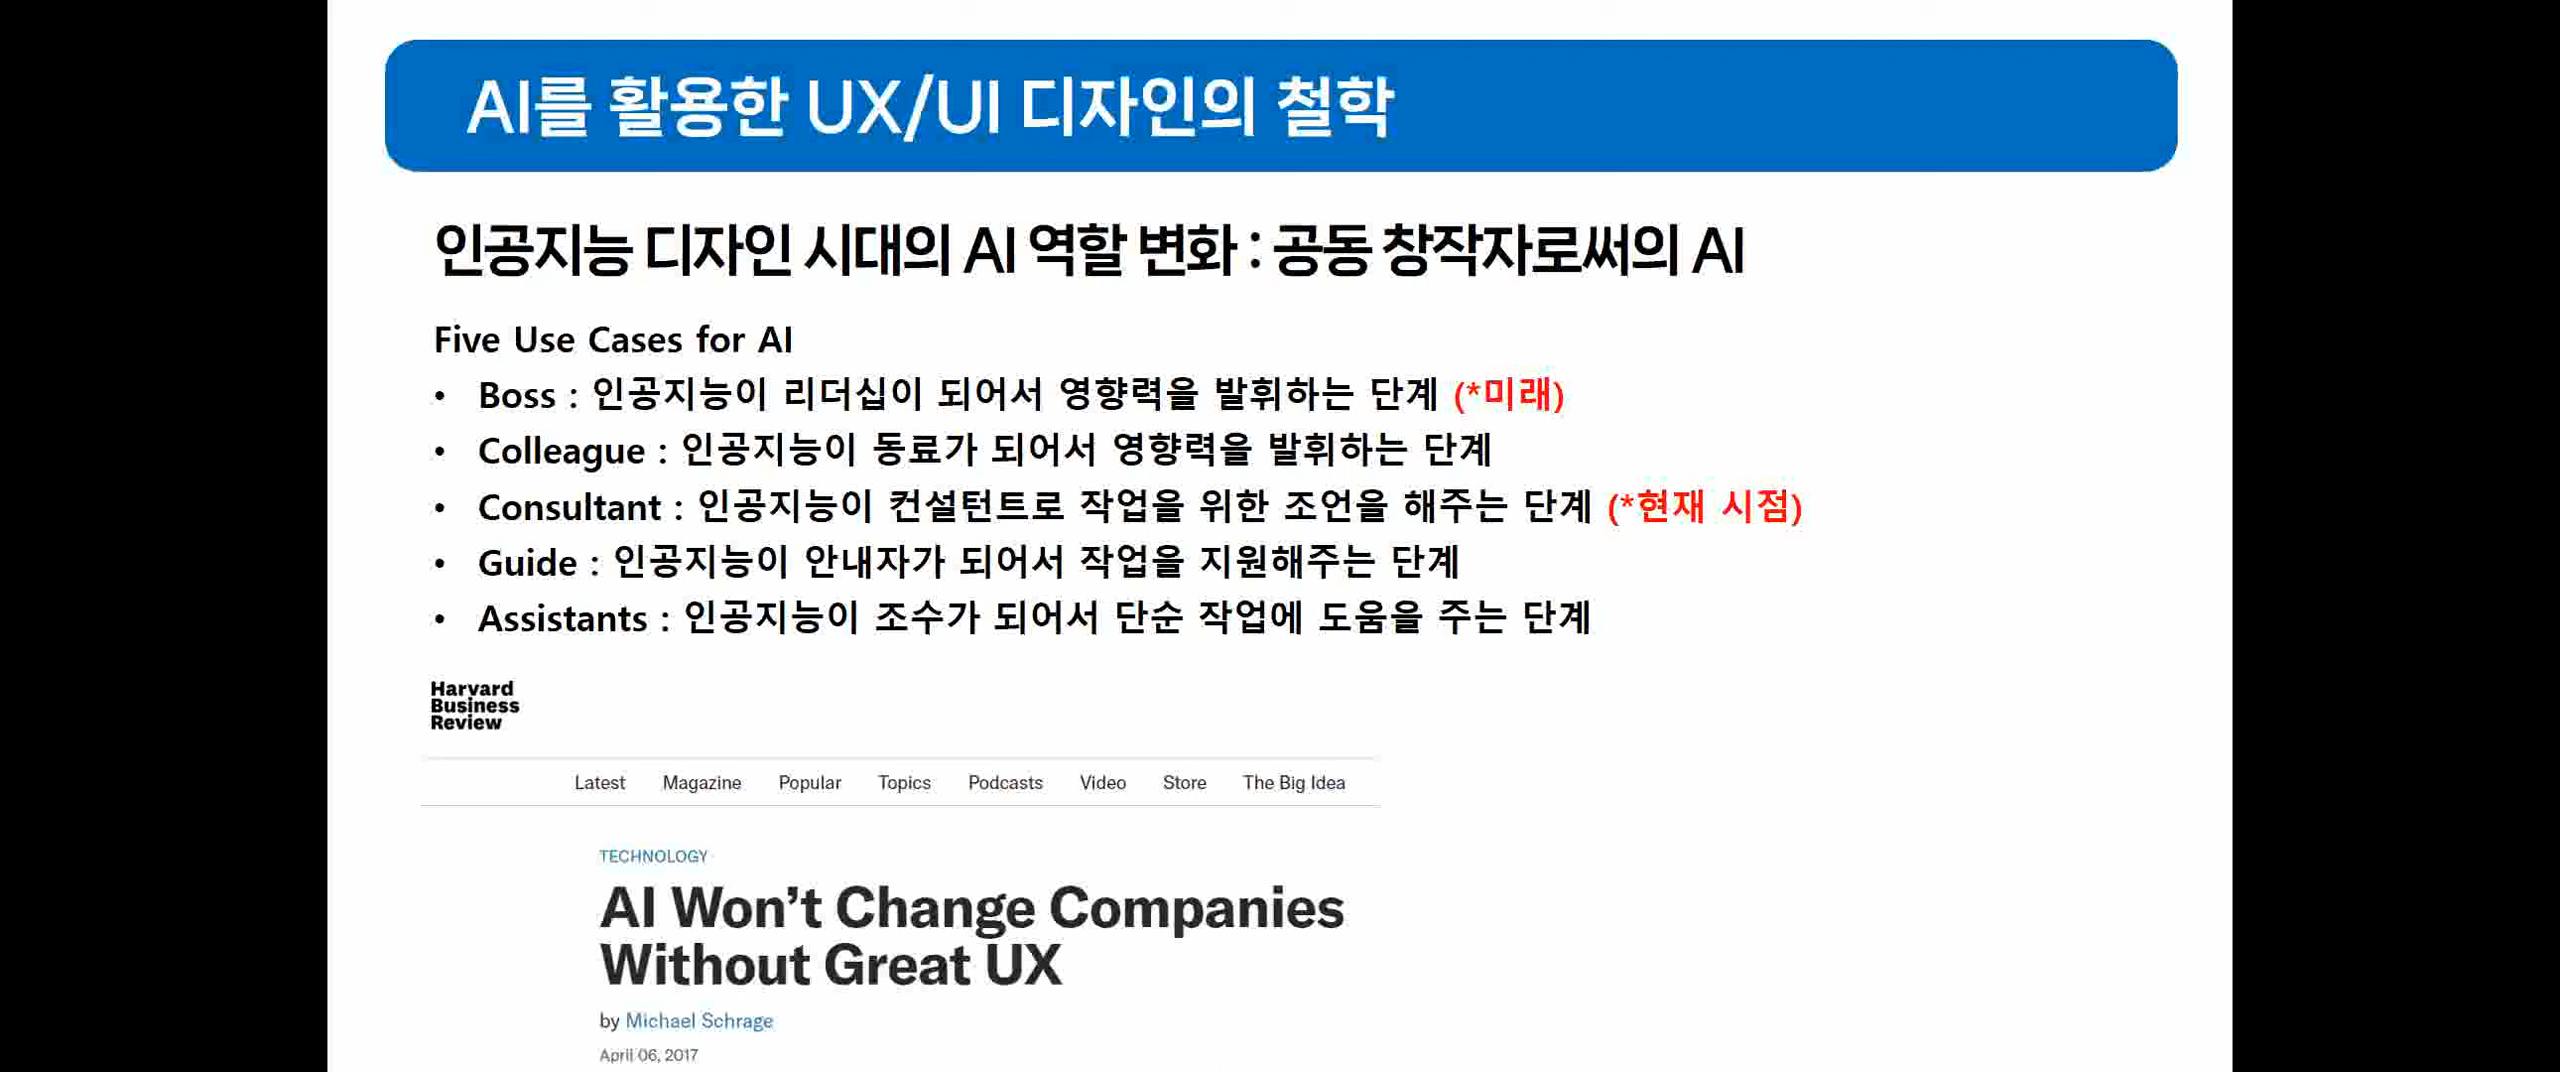 AI를 활용한 UX/UI 디자인의 철학
인공지능 디자인 시대의 AI 역할 변화 : 공동 창작자로써의 AI
Five Use Cases for AI
• Boss : 인공지능이 리더십이 되어서 영향력을 발휘하는 단계 (*미래)
• Colleague : 인공지능이 동료가 되어서 영향력을 발휘하는 단계
• Consultant : 인공지능이 컨설턴트로 작업을 위한 조언을 해주는 단계 (*현재 시점)
• Guide : 인공지능이 안내자가 되어서 작업을 지원해주는 단계
• Assistants : 인공지능이 조수가 되어서 단순 작업에 도움을 주는 단계
Harvard
Business
Review
Latest Magazine Popular Topics Podcasts Video Store The Big Idea
TECHNOLOGY
AI Won’t Change Companies
Without Great UX
by Michael Schrage
April 06, 2017